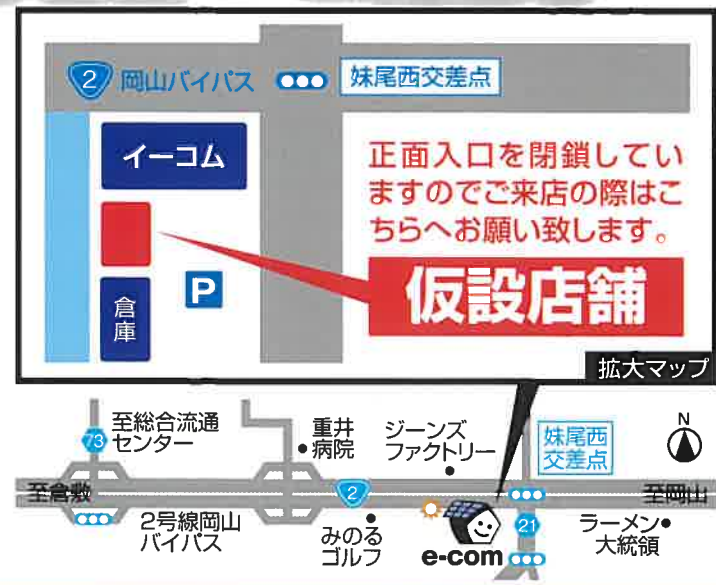 2 岡山バイパス 妹尾西交差点
イーコム
正面入口を閉鎖してい
ますのでご来店の際はこ
ちらへお願い致します。
仮設店舗
P
倉
庫
拡大マップ
73
至総合流通
センター
重井
病院
ジーンズ
ファクトリー
妹尾西
交差点
N
至倉敷
2
至岡山
2号線岡山
バイパス
みのる
ゴルフ
e-com
21
ラーメン
大統領